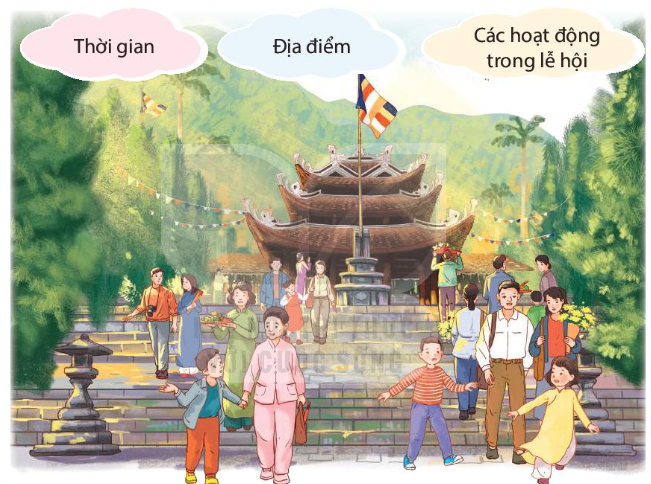 Thời gian
Địa điểm
Các hoạt động
trong lễ hội